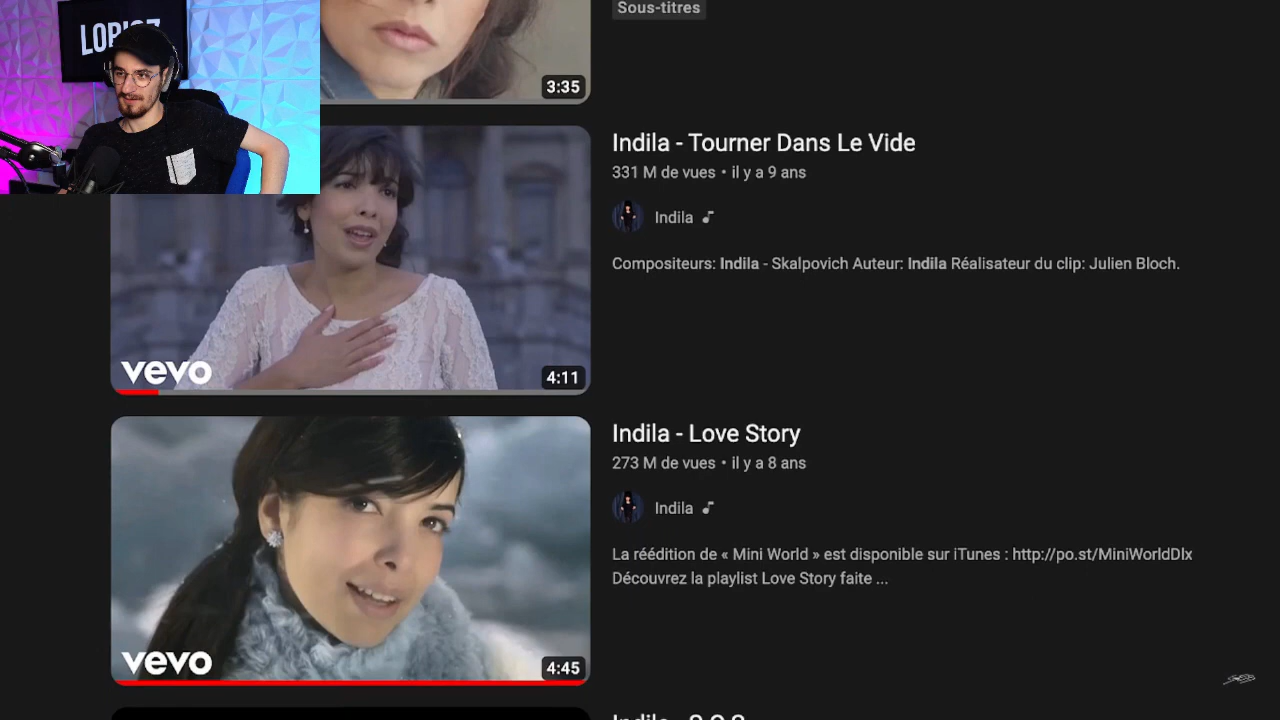 Sous-titres
3:35
Indila - Tourner Dans Le Vide
331 M de vues • il y a 9 ans
Indila
Compositeurs: Indila - Skalpovich Auteur: Indila Réalisateur du clip: Julien Bloch.
vevo
4:11
Indila - Love Story
273 M de vues • il y a 8 ans
Indila
La réédition de « Mini World » est disponible sur iTunes : http://po.st/MiniWorldDlx
Découvrez la playlist Love Story faite ...
vevo
4:45